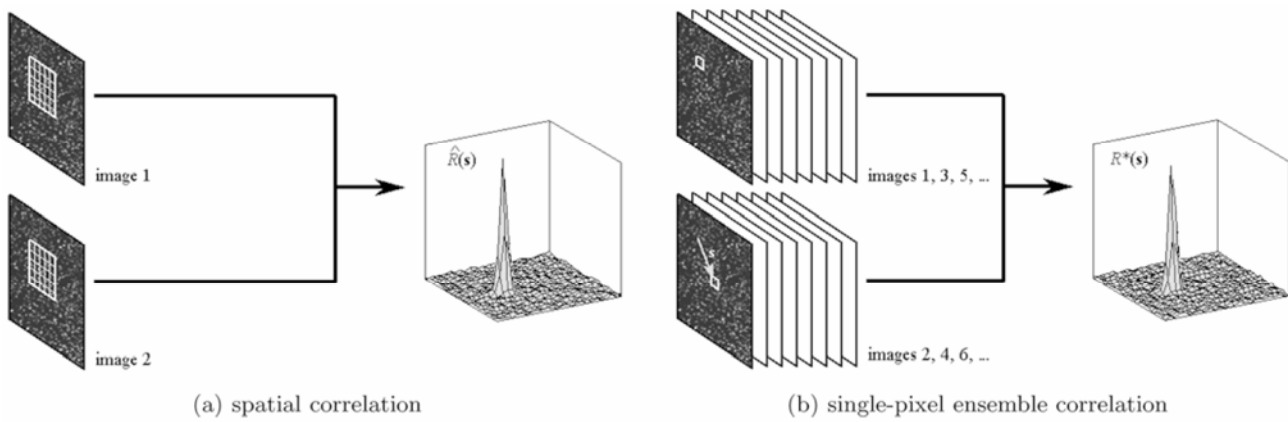 image 1
image 2
R̂(s)
(a) spatial correlation
images 1, 3, 5, ...
s
images 2, 4, 6, ...
R*(s)
(b) single-pixel ensemble correlation